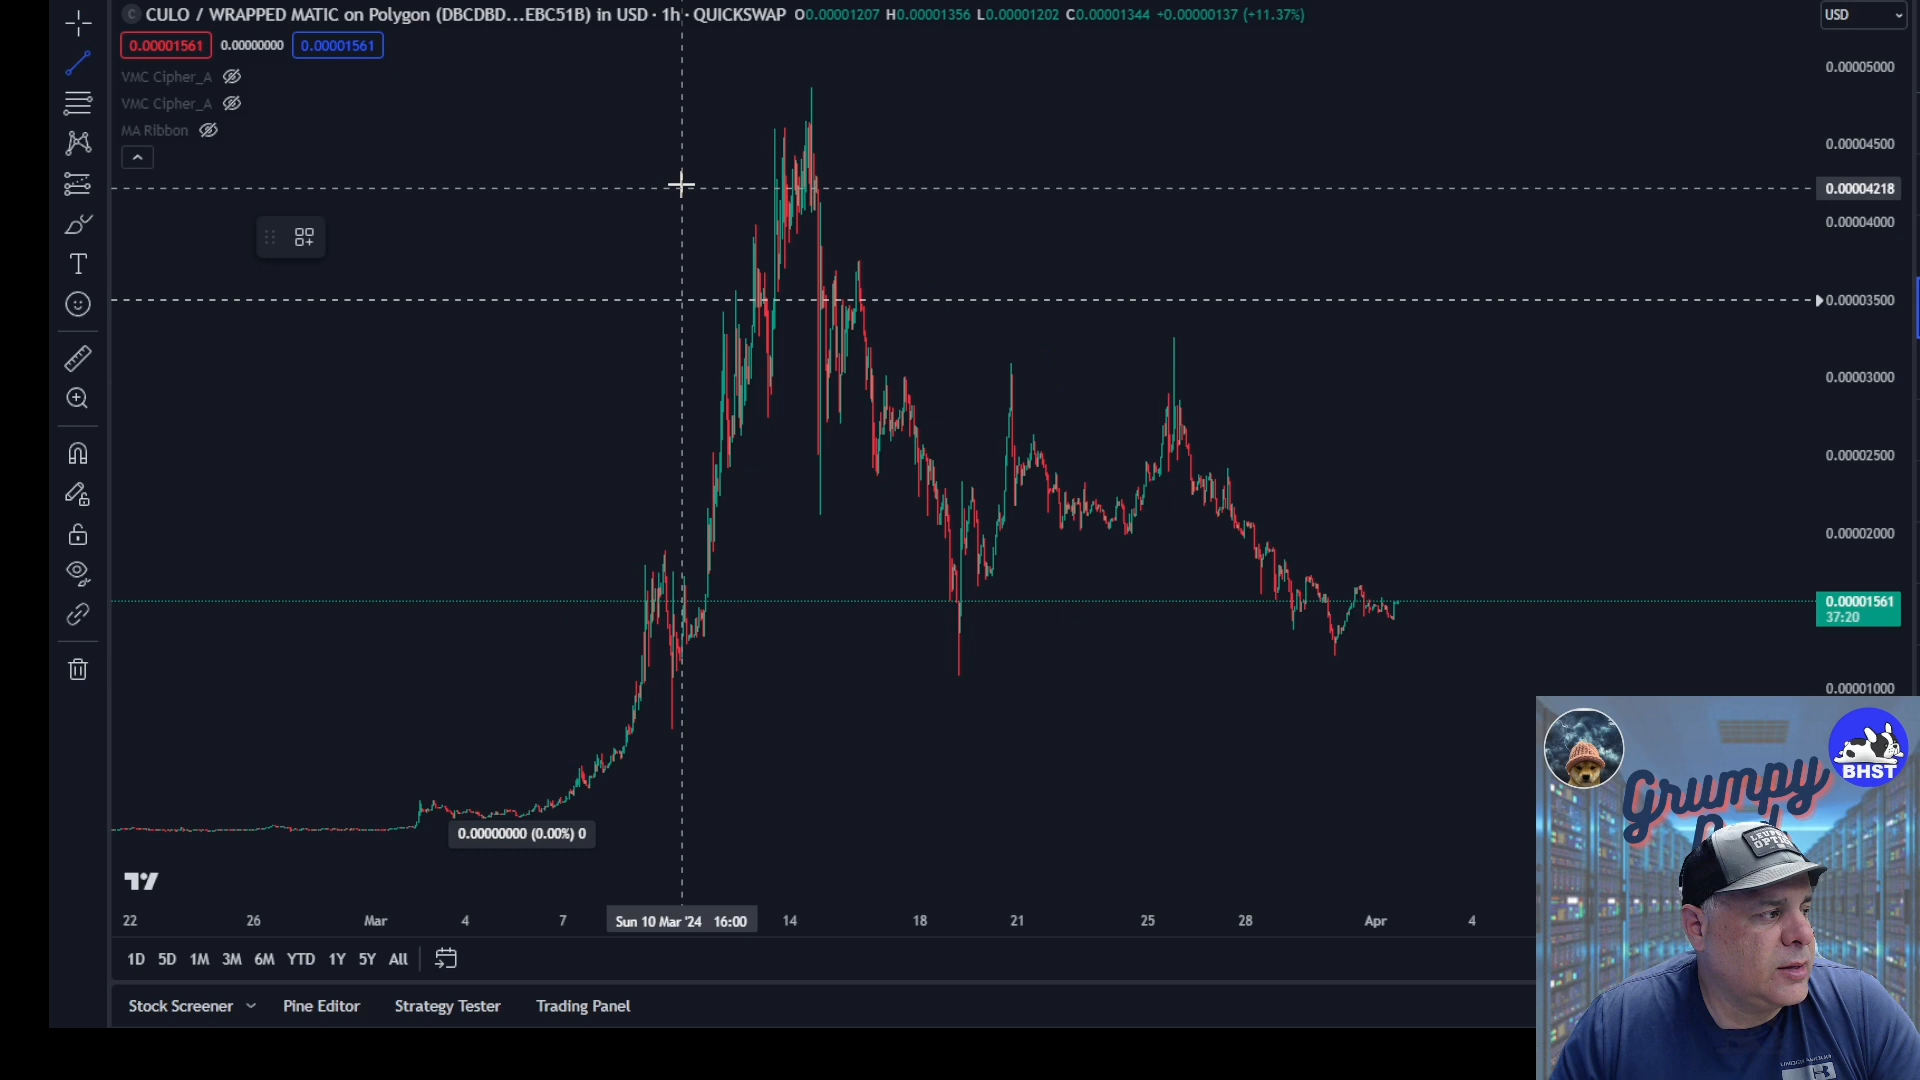 CULO / WRAPPED MATIC on Polygon (DBCDBD...EBC51B) in USD · 1h · QUICKSWAP O0.00001207 H0.00001356 L0.00001202 C0.00001344 +0.00000137 (+11.37%)
USD
0.00001561 0.00000000 0.00001561
VMC Cipher_A
VMC Cipher_A
MA Ribbon
0.00005000
0.00004500
0.00004218
0.00004000
0.00003500
0.00003000
0.00002500
0.00002000
0.00001561
37:20
0.00001000
0.00000000 (0.00%) 0
22 26 Mar 4 7 Sun 10 Mar '24 16:00 14 18 21 25 28 Apr 4
1D 5D 1M 3M 6M YTD 1Y 5Y All
Stock Screener Pine Editor Strategy Tester Trading Panel
BHST
Grumpy